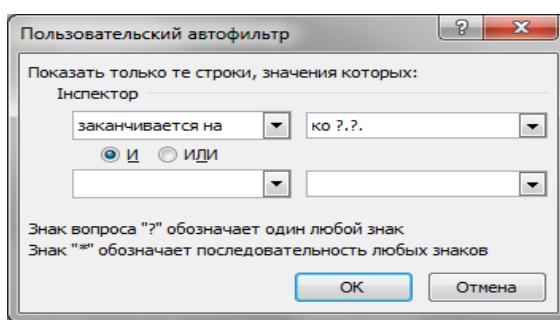 Пользовательский автофильтр
Показать только те строки, значения которых:
Інспектор
заканчивается на ко ?.?.
И ИЛИ
Знак вопроса "?" обозначает один любой знак
Знак "*" обозначает последовательность любых знаков
ОК Отмена